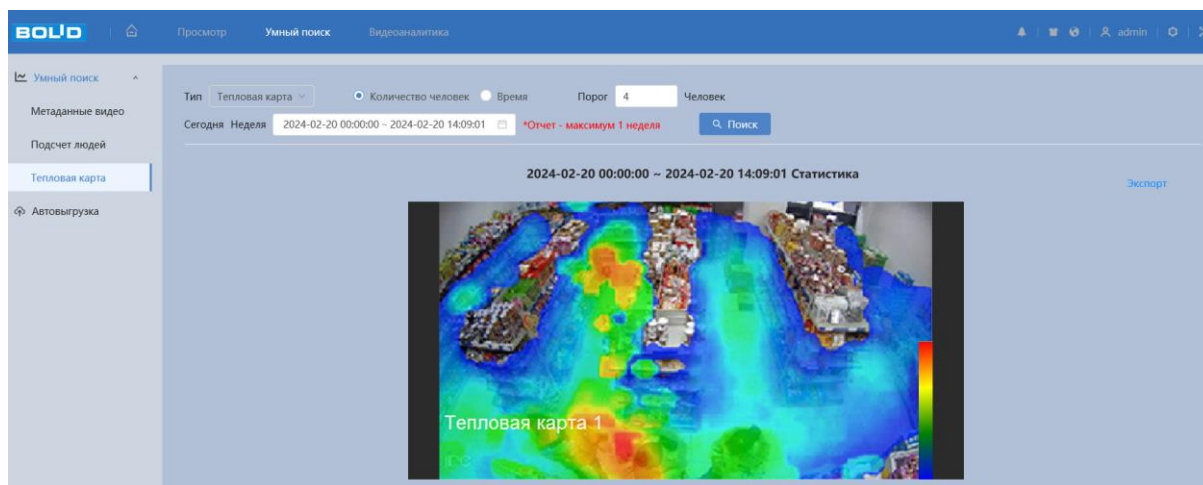 BOLID Просмотр Умный поиск Видеоаналитика admin
Умный поиск
Метаданные видео
Подсчет людей
Тепловая карта
Автовыгрузка
Тип Тепловая карта Количество человек Время Порог 4 Человек
Сегодня Неделя 2024-02-20 00:00:00 ~ 2024-02-20 14:09:01 *Отчет - максимум 1 неделя Поиск
2024-02-20 00:00:00 ~ 2024-02-20 14:09:01 Статистика
Экспорт
Тепловая карта 1
IPC